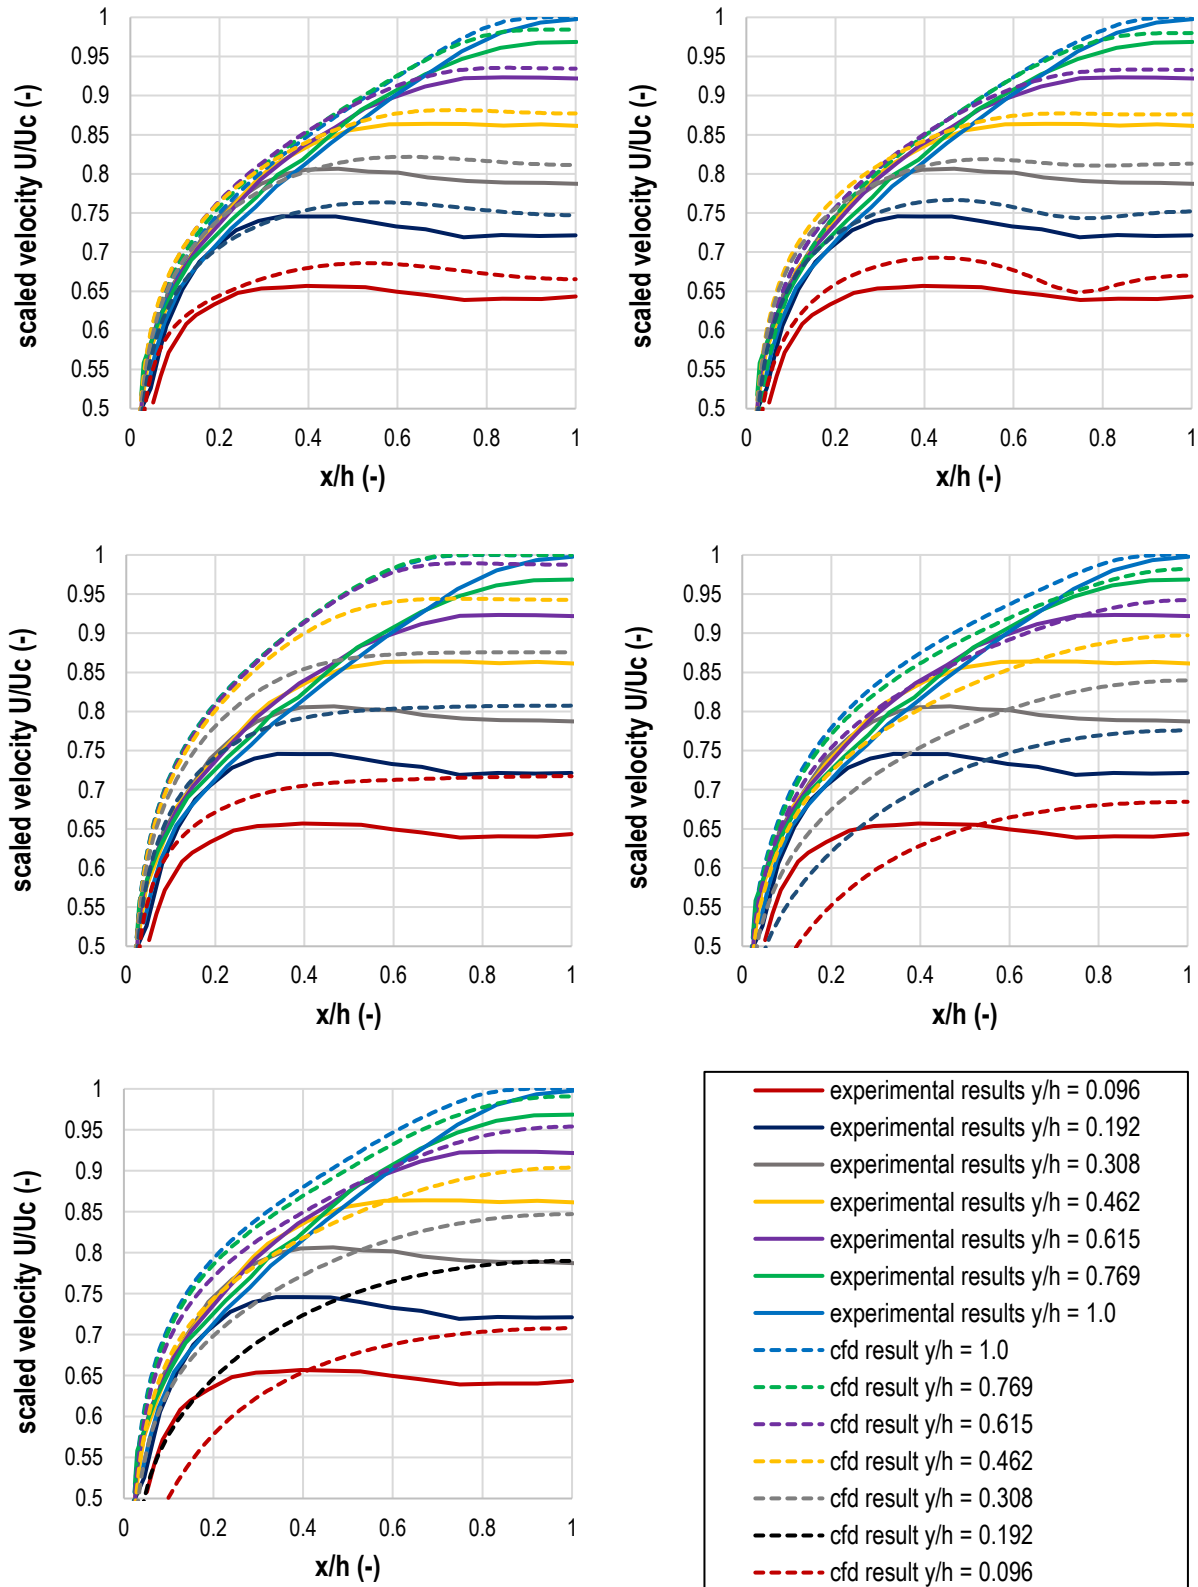 1
0.95
0.9
0.85
0.8
0.75
0.7
0.65
0.6
0.55
0.5
0 0.2 0.4 0.6 0.8 1
x/h (-)
scaled velocity U/Uc (-)
1
0.95
0.9
0.85
0.8
0.75
0.7
0.65
0.6
0.55
0.5
0 0.2 0.4 0.6 0.8 1
x/h (-)
scaled velocity U/Uc (-)
1
0.95
0.9
0.85
0.8
0.75
0.7
0.65
0.6
0.55
0.5
0 0.2 0.4 0.6 0.8 1
x/h (-)
scaled velocity U/Uc (-)
1
0.95
0.9
0.85
0.8
0.75
0.7
0.65
0.6
0.55
0.5
0 0.2 0.4 0.6 0.8 1
x/h (-)
scaled velocity U/Uc (-)
1
0.95
0.9
0.85
0.8
0.75
0.7
0.65
0.6
0.55
0.5
0 0.2 0.4 0.6 0.8 1
x/h (-)
scaled velocity U/Uc (-)
experimental results y/h = 0.096
experimental results y/h = 0.192
experimental results y/h = 0.308
experimental results y/h = 0.462
experimental results y/h = 0.615
experimental results y/h = 0.769
experimental results y/h = 1.0
cfd result y/h = 1.0
cfd result y/h = 0.769
cfd result y/h = 0.615
cfd result y/h = 0.462
cfd result y/h = 0.308
cfd result y/h = 0.192
cfd result y/h = 0.096